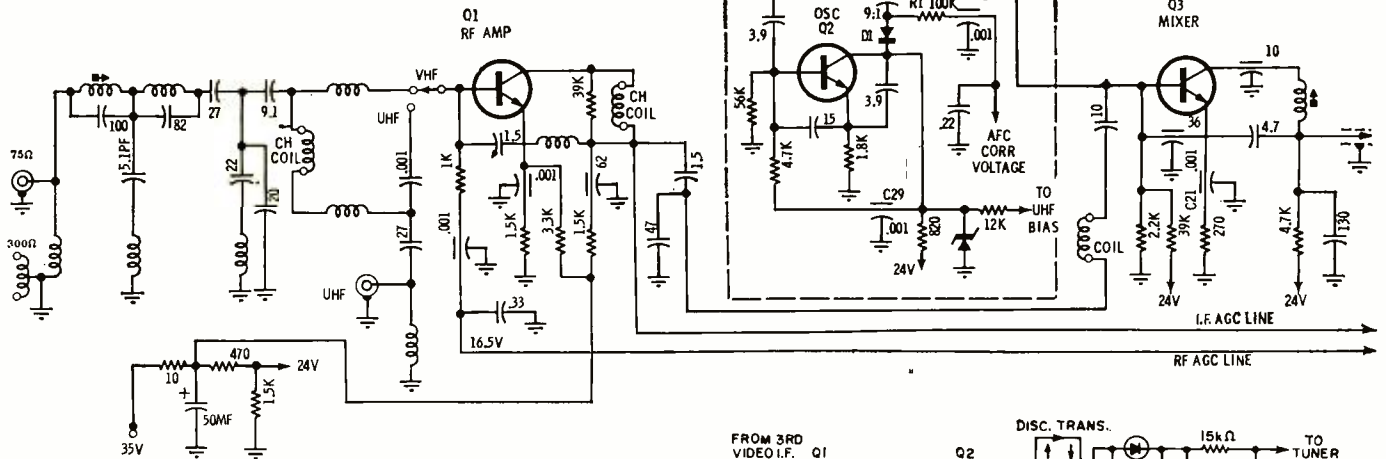 Q1
RF AMP
OSC
Q2
9.1
R1 100K
.001
Q3
MIXER
3.9
D1
10
VHF
UHF
39K
CH
COIL
56K
3.9
10
100
82
27
9.1
5.1PF
75Ω
300Ω
22
20
CH
COIL
.001
27
UHF
1K
1.5
.001
62
1.5
15
4.7K
1.8K
.22
AFC
CORR
VOLTAGE
36
.001
4.7
.001
1.5K
3.3K
1.5K
47
C29
.001
820
24V
12K
TO
UHF
BIAS
COIL
2.2K
39K
C21
270
4.7K
130
24V
24V
.33
16.5V
I.F. AGC LINE
RF AGC LINE
10
470
24V
1.5K
50MF
+
35V
FROM 3RD
VIDEO I.F.
Q1
Q2
DISC. TRANS.
15kΩ
TO
TUNER